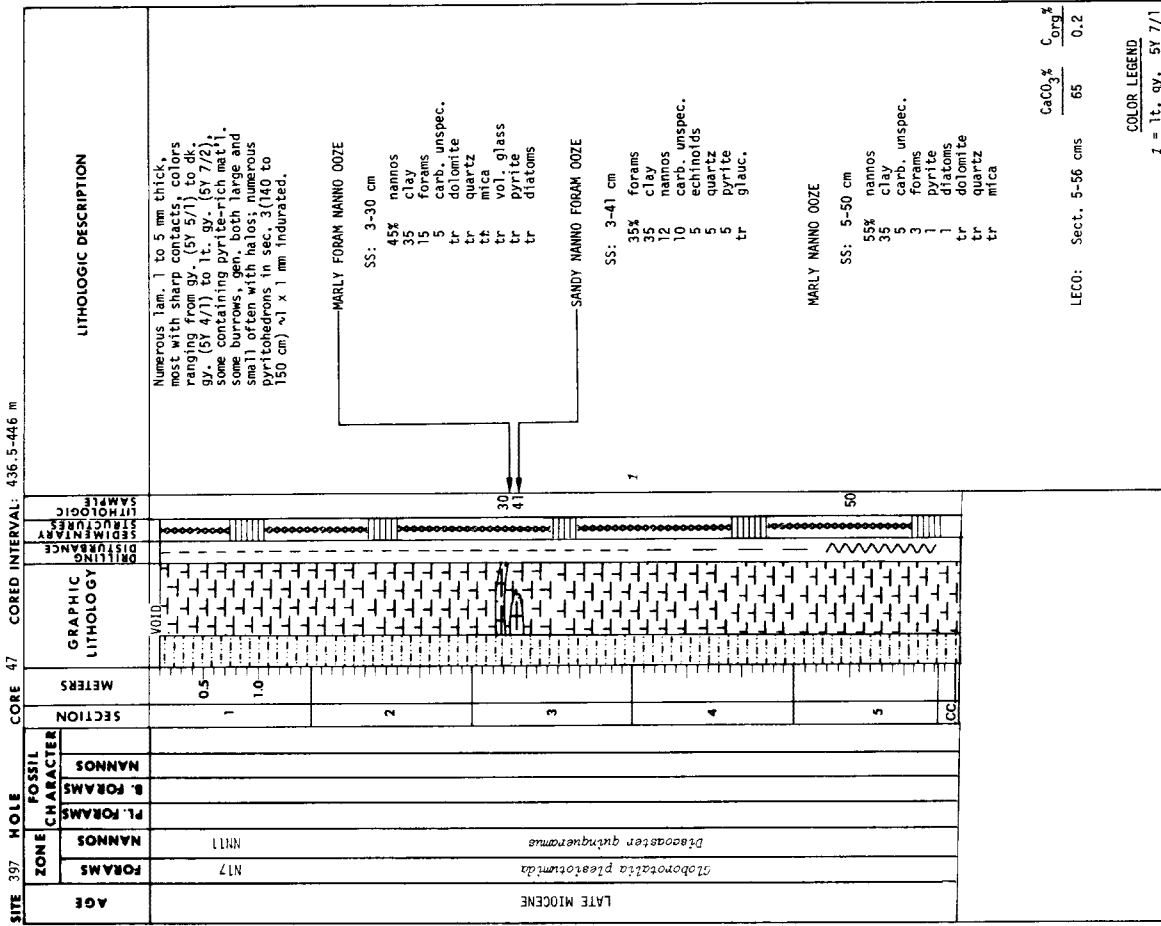 SITE 397 HOLE CORE 47 CORED INTERVAL: 436.5-446 m
AGE
ZONE
FORAMS
NANNOS
FOSSIL CHARACTER
PL. FORAMS
B. FORAMS
NANNOS
SECTION
METERS
GRAPHIC
LITHOLOGY
DRILLING
DISTURBANCE
SEDIMENTARY
STRUCTURES
LITHOLOGIC
SAMPLE
LITHOLOGIC DESCRIPTION
LATE MIOCENE
N17
Globorotalia plesiotumida
NN11
Discoaster quinqueramus
VOID
0.5
1.0
1
2
3
4
5
CC
30
41
50
1
Numerous lam. 1 to 5 mm thick,
most with sharp contacts, colors
ranging from gy. (5Y 5/1) to dk.
gy. (5Y 4/1) to lt. gy. (5Y 7/2);
some containing pyrite-rich mat'l.
some burrows, gen. both large and
small often with halos; numerous
pyritohedrons in sec. 3(140 to
150 cm) ~1 x 1 mm indurated.
MARLY FORAM NANNO OOZE
SS: 3-30 cm
45% nannos
35 clay
15 forams
5 carb. unspec.
tr dolomite
tr quartz
tr mica
tr vol. glass
tr pyrite
tr diatoms
SANDY NANNO FORAM OOZE
SS: 3-41 cm
35% forams
35 clay
12 nannos
10 carb. unspec.
5 echinoids
5 quartz
5 pyrite
tr glauc.
MARLY NANNO OOZE
SS: 5-50 cm
55% nannos
35 clay
5 carb. unspec.
3 forams
1 pyrite
1 diatoms
tr dolomite
tr quartz
tr mica
CaCO3% Corg%
LECO: Sect. 5-56 cms 65 0.2
COLOR LEGEND
1 = lt. gy. 5Y 7/1